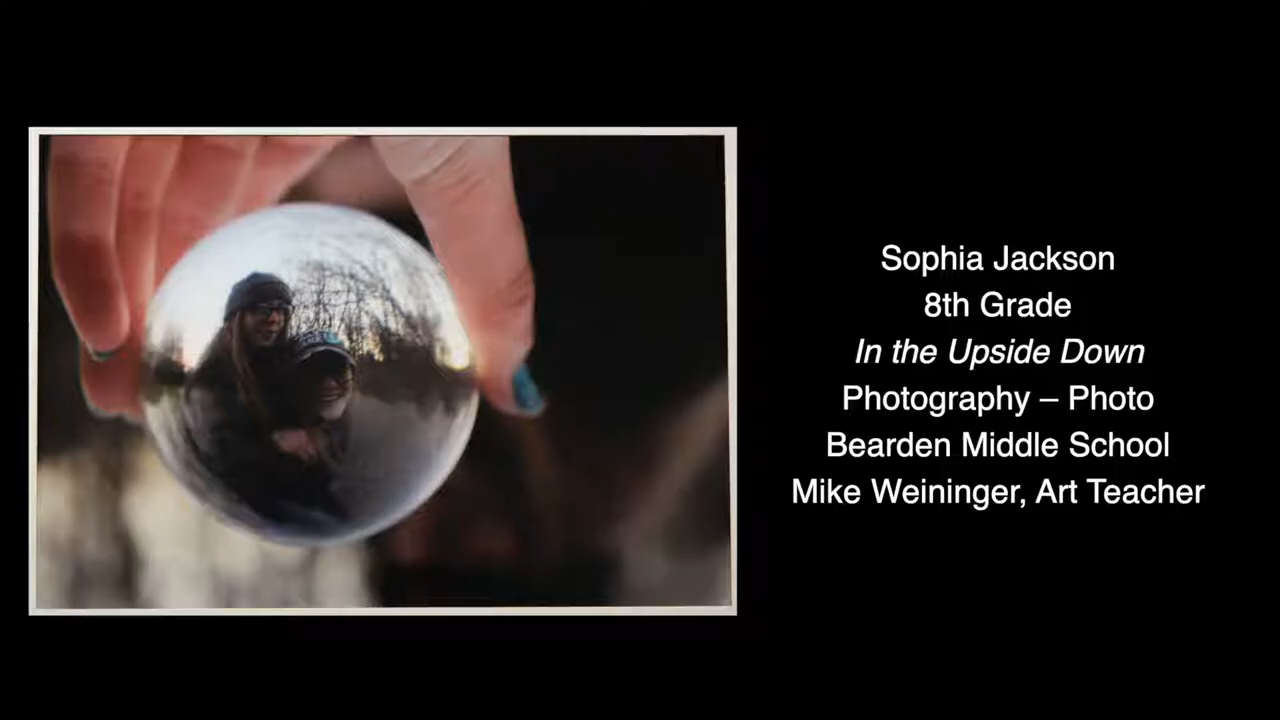 Sophia Jackson
8th Grade
In the Upside Down
Photography – Photo
Bearden Middle School
Mike Weininger, Art Teacher